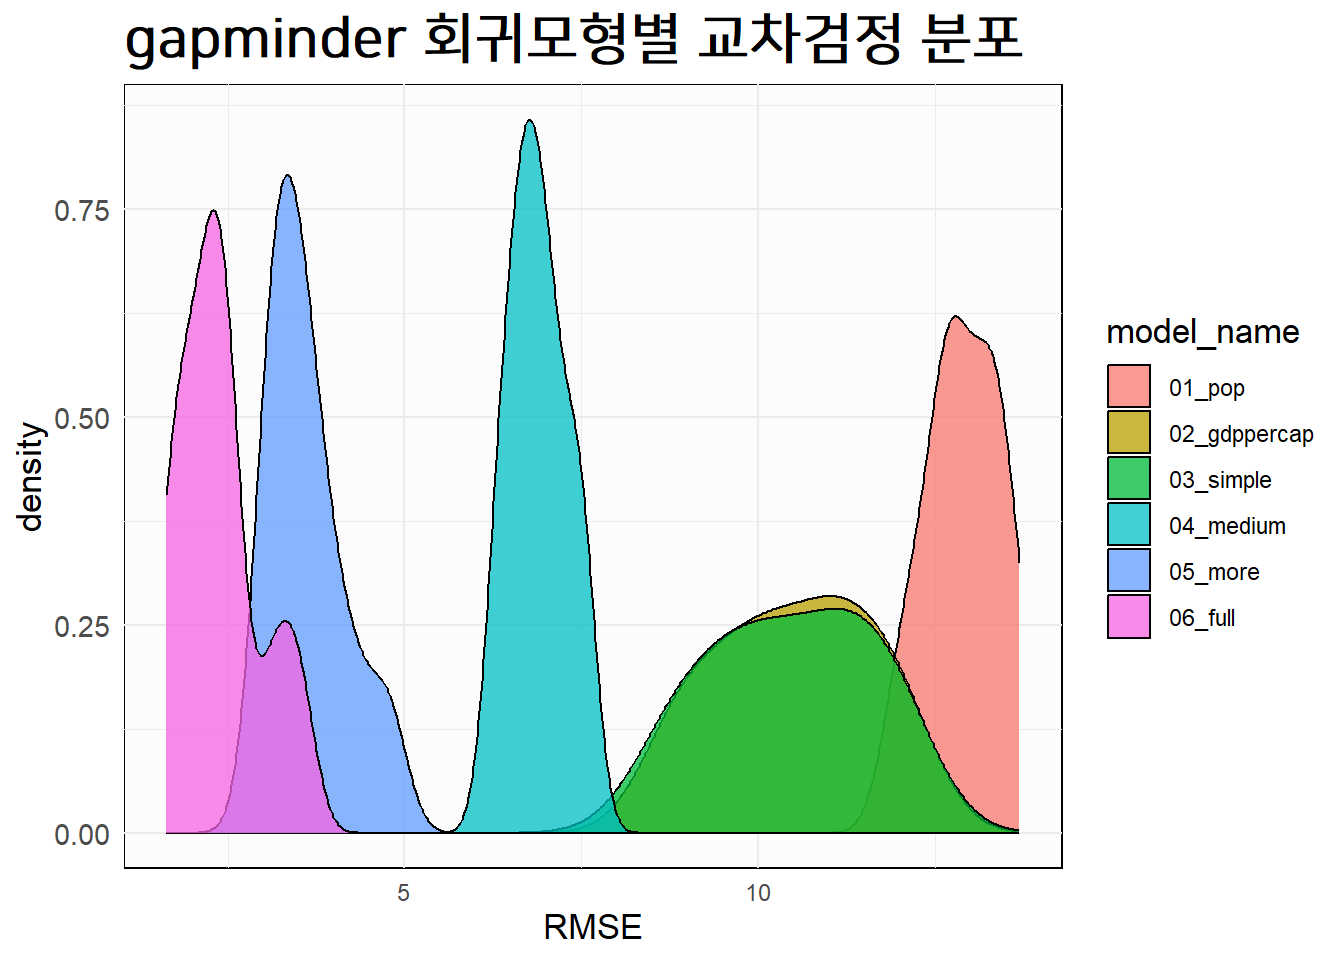 gapminder 회귀모형별 교차검정 분포
0.75
0.50
0.25
0.00
density
5
10
RMSE
model_name
01_pop
02_gdppercap
03_simple
04_medium
05_more
06_full